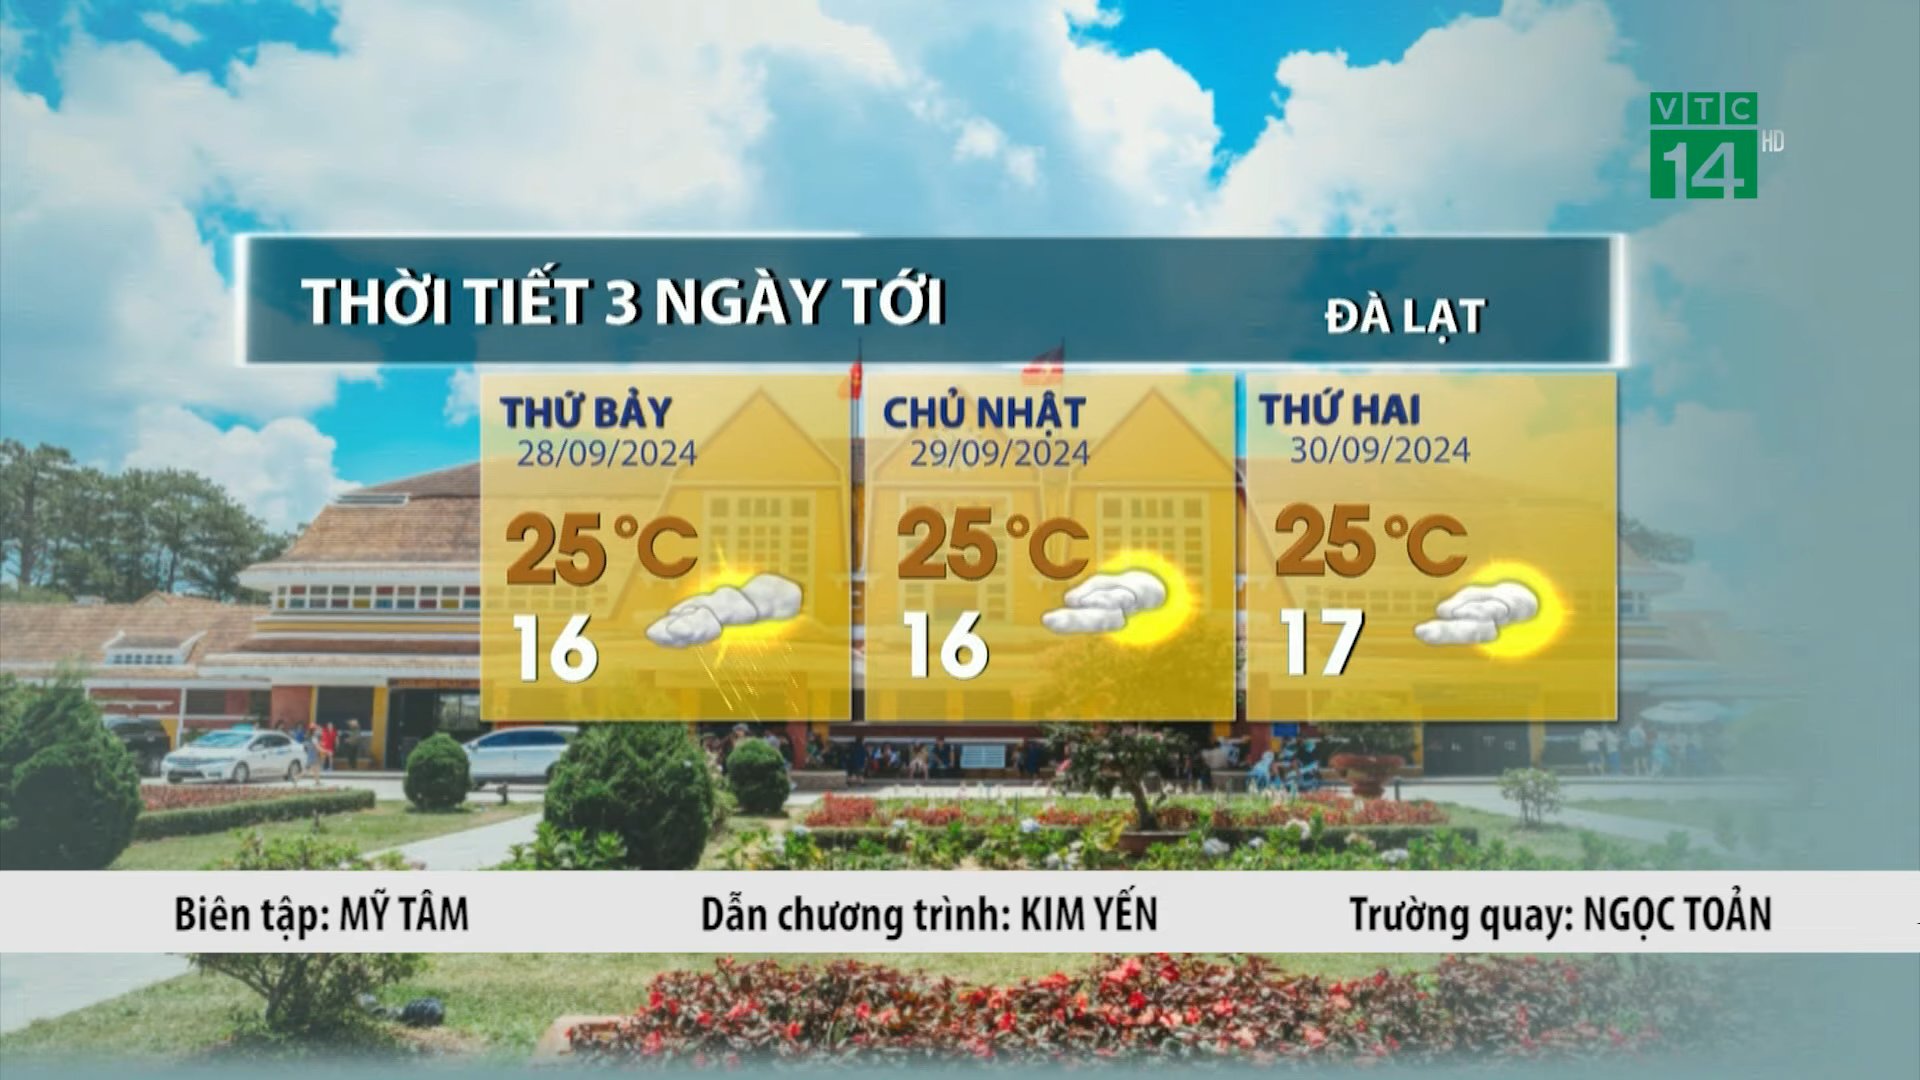 VTC
14 HD
THỜI TIẾT 3 NGÀY TỚI
ĐÀ LẠT
THỨ BẢY
28/09/2024
25°C
16
CHỦ NHẬT
29/09/2024
25°C
16
THỨ HAI
30/09/2024
25°C
17
Biên tập: MỸ TÂM
Dẫn chương trình: KIM YẾN
Trường quay: NGỌC TOẢN